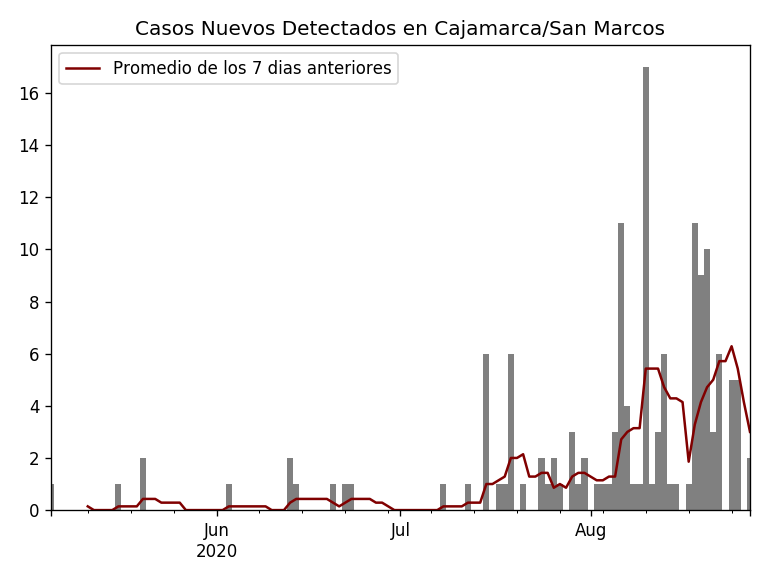 Casos Nuevos Detectados en Cajamarca/San Marcos
Promedio de los 7 dias anteriores
16
14
12
10
8
6
4
2
0
Jun
2020
Jul
Aug